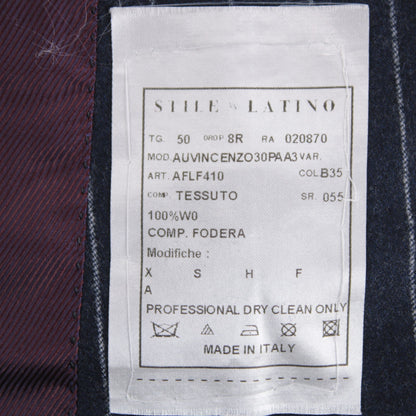 STILE LATINO
TG. 50 DROP 8R RA 020870
MOD. AUVINCENZO30PAA3 VAR.
ART. AFLF410 COL. B35
COMP. TESSUTO SR. 055
100%W0
COMP. FODERA
Modifiche :
X S H F
A
PROFESSIONAL DRY CLEAN ONLY
MADE IN ITALY